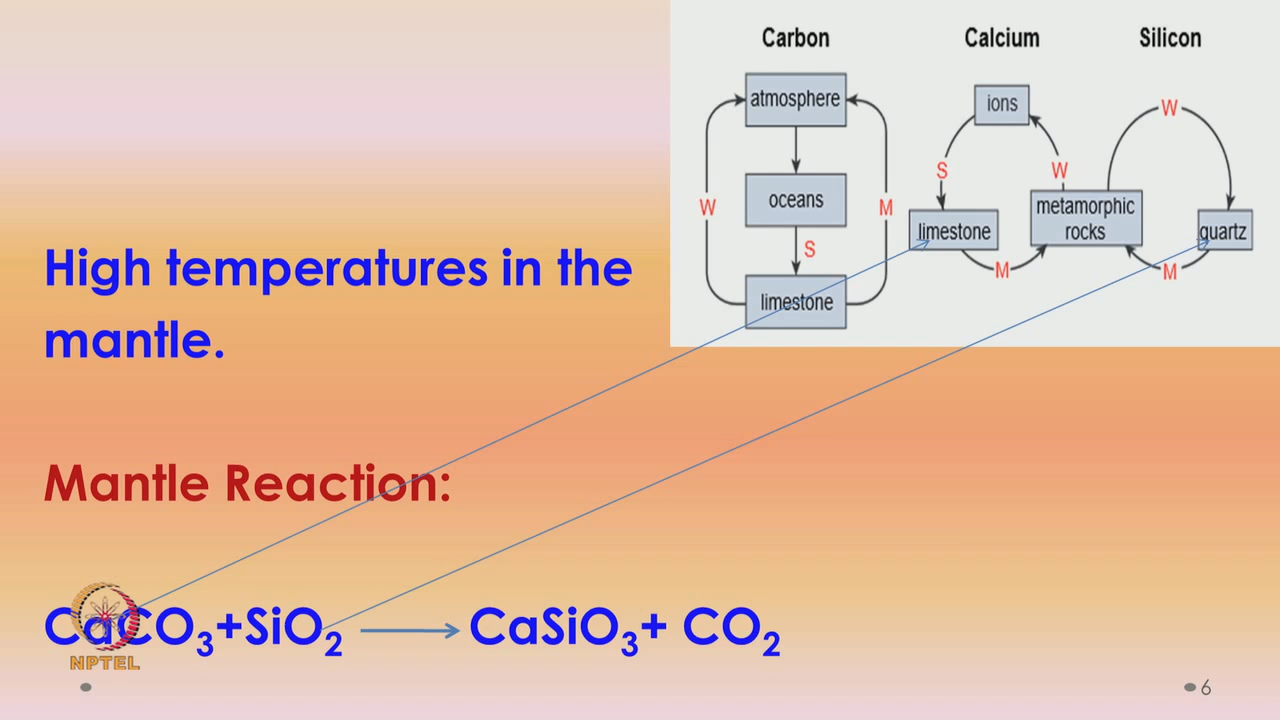 Carbon Calcium Silicon
atmosphere
ions
W
S
W
oceans
W
M
metamorphic
rocks
limestone
quartz
S
M
M
limestone
High temperatures in the
mantle.
Mantle Reaction:
CaCO₃+SiO₂ → CaSiO₃+ CO₂
NPTEL
6